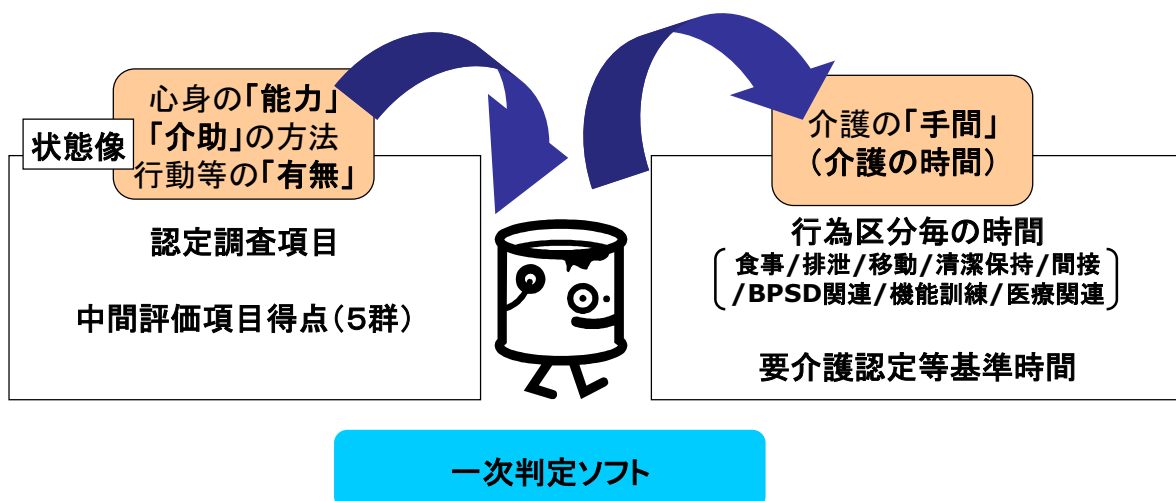 状態像
心身の「能力」
「介助」の方法
行動等の「有無」
認定調査項目
中間評価項目得点(5群)
介護の「手間」
(介護の時間)
行為区分毎の時間
食事/排泄/移動/清潔保持/間接
/BPSD関連/機能訓練/医療関連
要介護認定等基準時間
一次判定ソフト